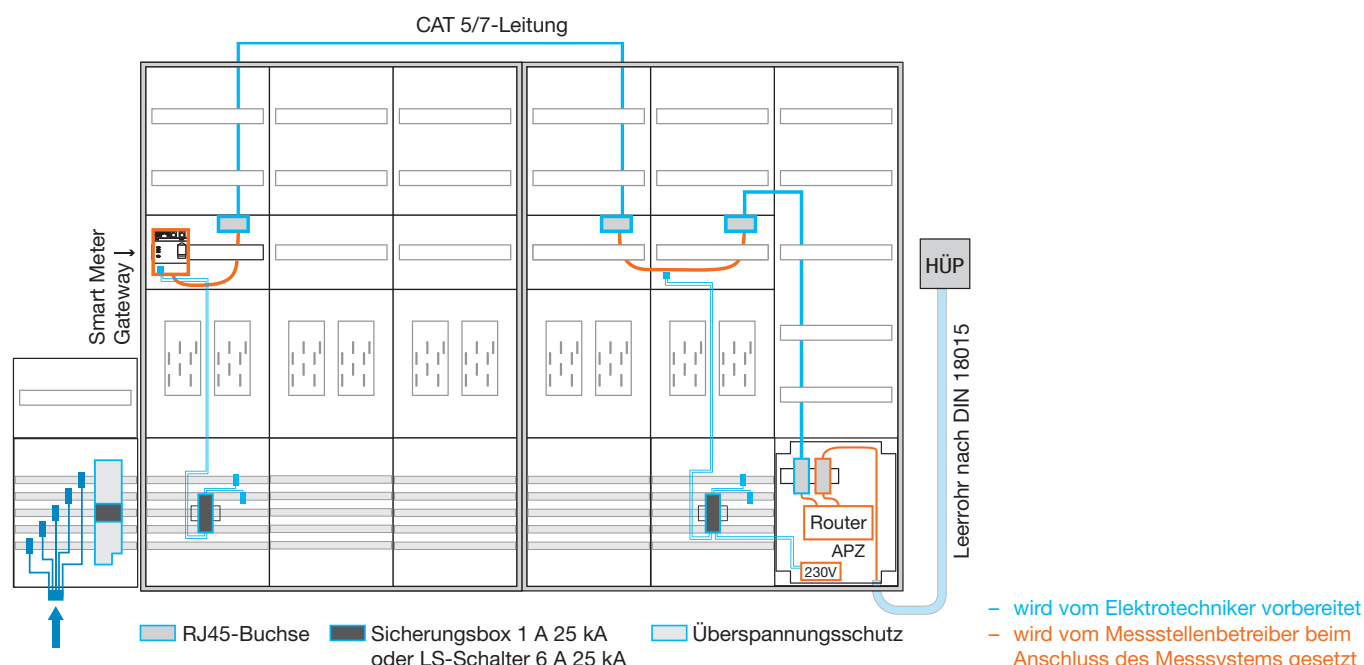 CAT 5/7-Leitung
Smart Meter
Gateway
HÜP
Leerrohr nach DIN 18015
Router
APZ
230V
RJ45-Buchse
Sicherungsbox 1 A 25 kA
oder LS-Schalter 6 A 25 kA
Überspannungsschutz
– wird vom Elektrotechniker vorbereitet
– wird vom Messstellenbetreiber beim
Anschluss des Messsystems gesetzt